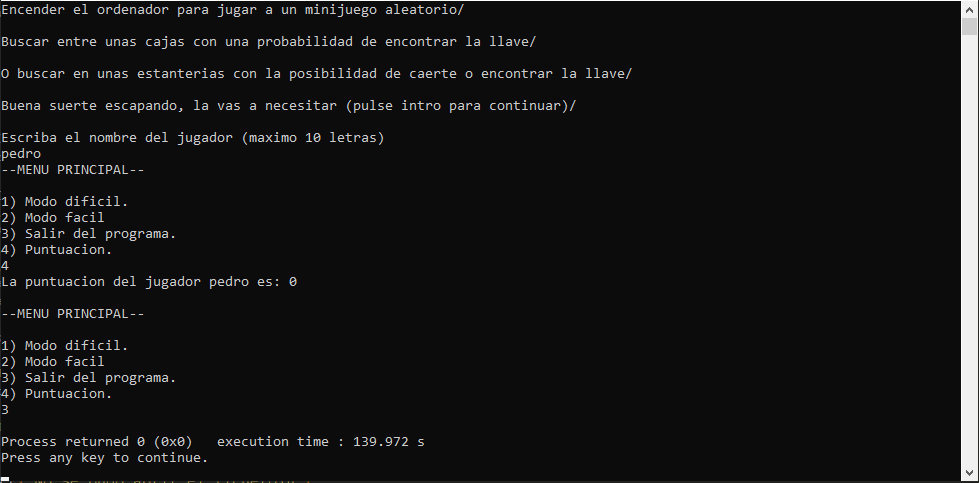 Encender el ordenador para jugar a un minijuego aleatorio/
Buscar entre unas cajas con una probabilidad de encontrar la llave/
O buscar en unas estanterias con la posibilidad de caerte o encontrar la llave/
Buena suerte escapando, la vas a necesitar (pulse intro para continuar)/
Escriba el nombre del jugador (maximo 10 letras)
pedro
--MENU PRINCIPAL--
1) Modo dificil.
2) Modo facil
3) Salir del programa.
4) Puntuacion.
4
La puntuacion del jugador pedro es: 0
--MENU PRINCIPAL--
1) Modo dificil.
2) Modo facil
3) Salir del programa.
4) Puntuacion.
3
Process returned 0 (0x0)   execution time : 139.972 s
Press any key to continue.